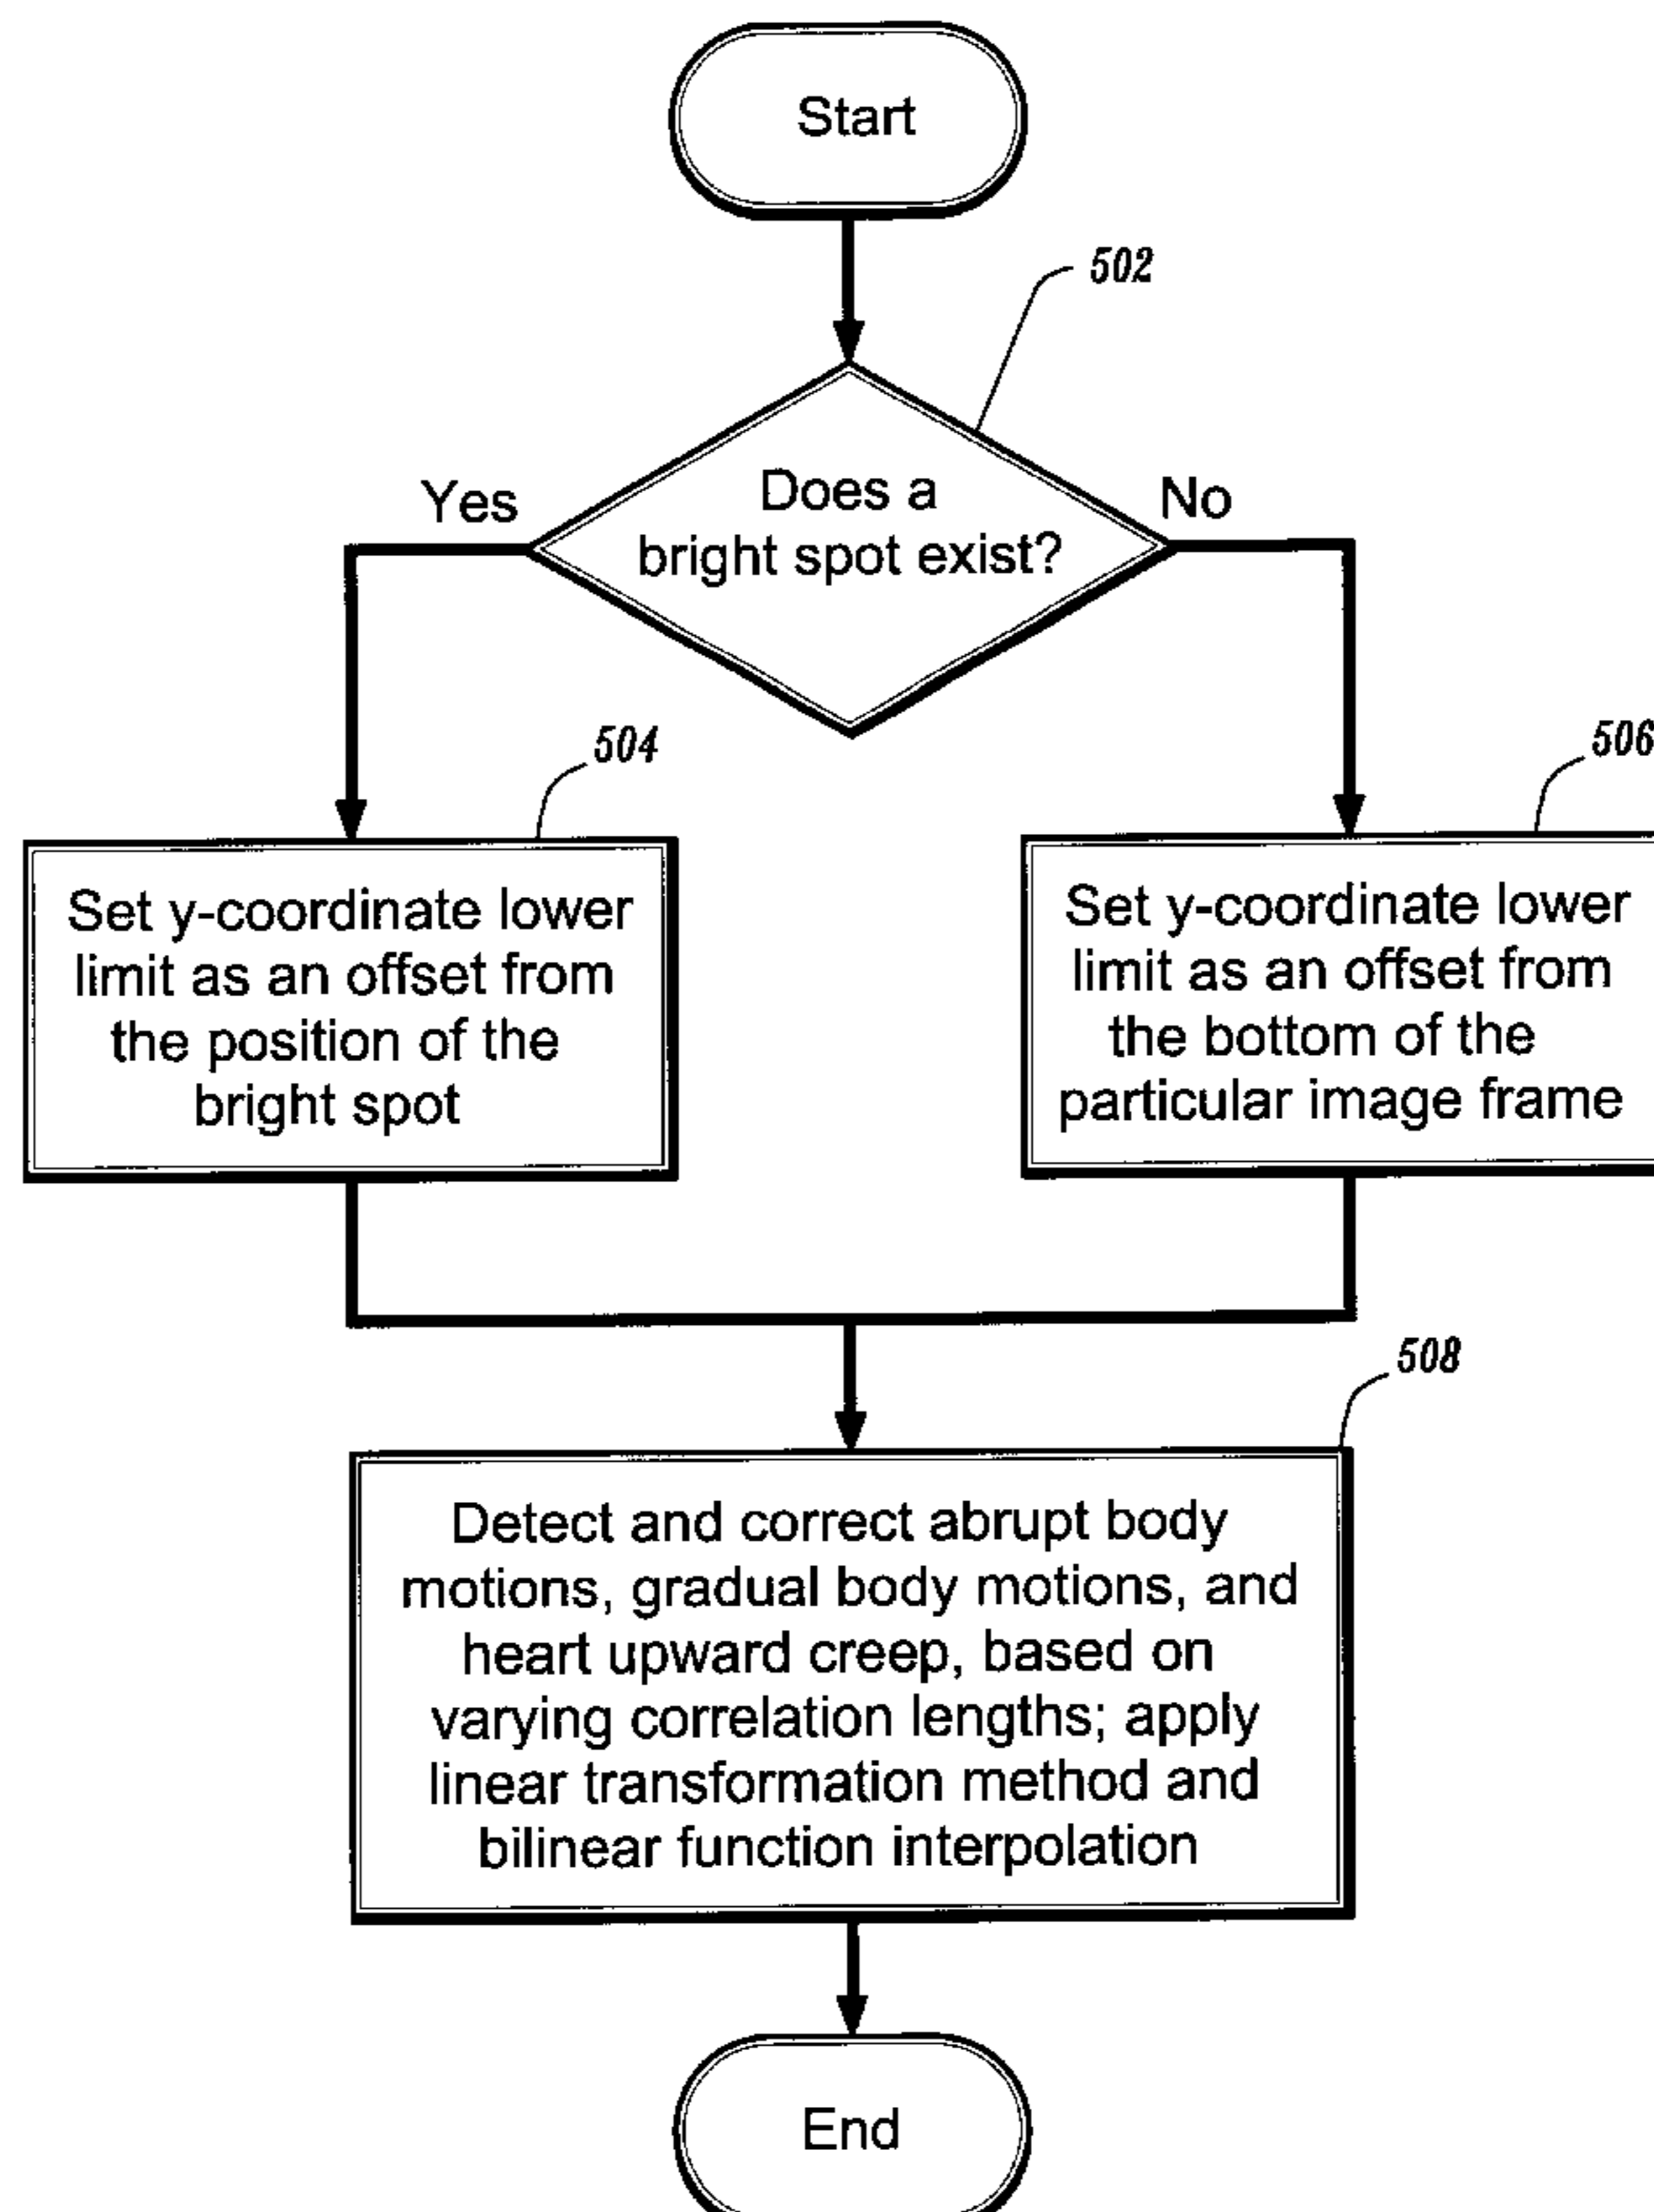 Start
502
Does a
bright spot exist?
Yes
No
504
506
Set y-coordinate lower
limit as an offset from
the position of the
bright spot
Set y-coordinate lower
limit as an offset from
the bottom of the
particular image frame
508
Detect and correct abrupt body
motions, gradual body motions, and
heart upward creep, based on
varying correlation lengths; apply
linear transformation method and
bilinear function interpolation
End